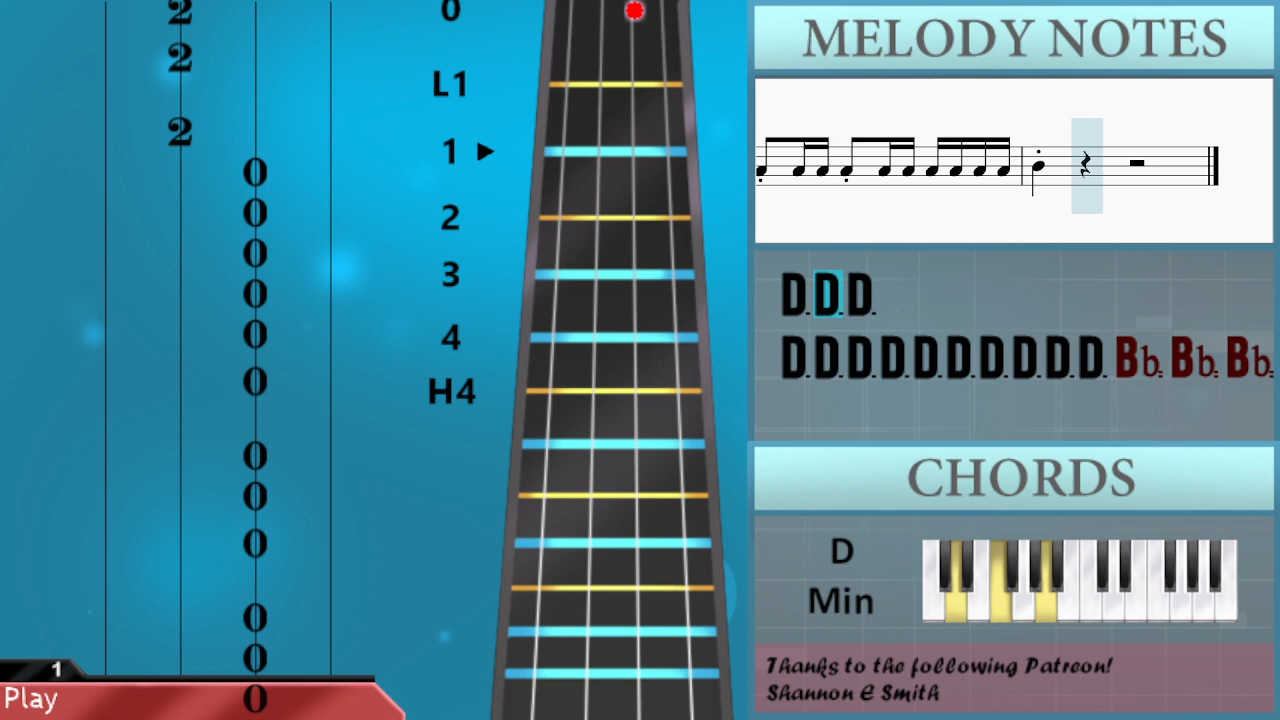 2
2
2
0
0
0
0
0
0
0
0
0
0
0
0
1
Play
0
L1
1
2
3
4
H4
MELODY NOTES
D. D. D.
D. D. D. D. D. D. D. D. D. D. Bb. Bb. Bb.
CHORDS
D
Min
Thanks to the following Patreon!
Shannon E Smith